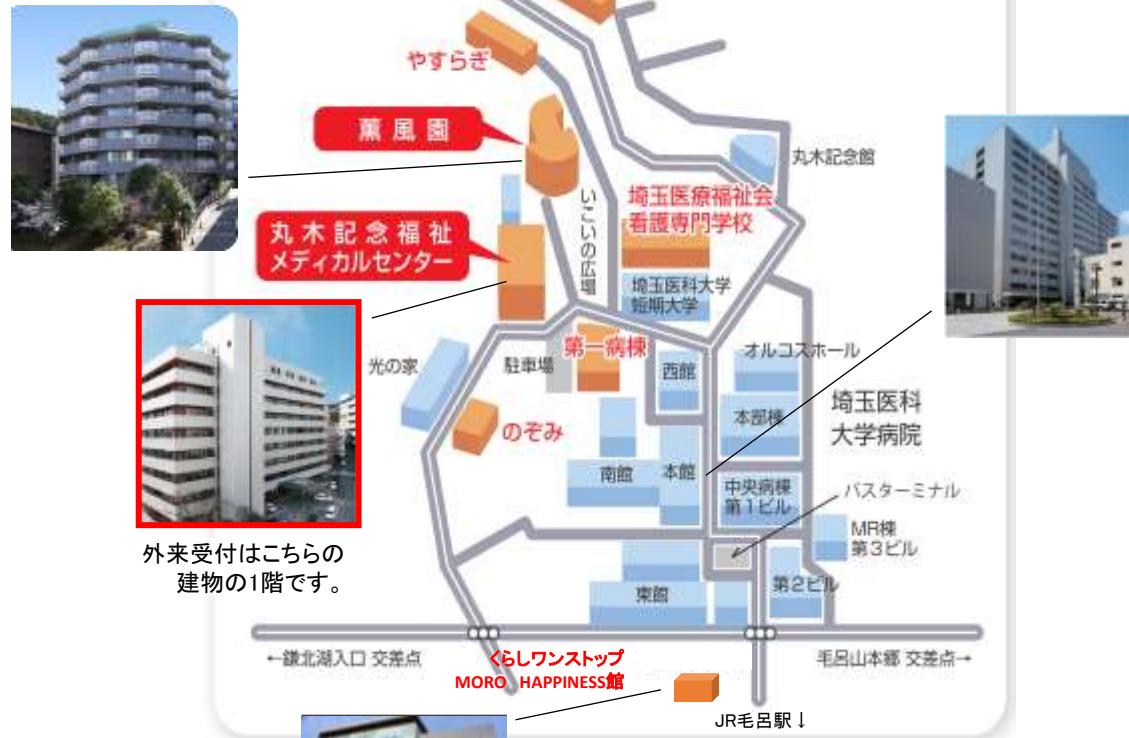 やすらぎ
薫風園
丸木記念館
いこいの広場
埼玉医療福祉会
看護専門学校
丸木記念福祉
メディカルセンター
埼玉医科大学
短期大学
第一病棟
駐車場
光の家
西館
オルコスホール
のぞみ
本部棟
埼玉医科
大学病院
南館
本館
中央病棟
第1ビル
バスターミナル
MR棟
第3ビル
外来受付はこちらの
建物の1階です。
東館
第2ビル
←鎌北湖入口 交差点
くらしワンストップ
MORO HAPPINESS館
毛呂山本郷 交差点→
JR毛呂駅↓